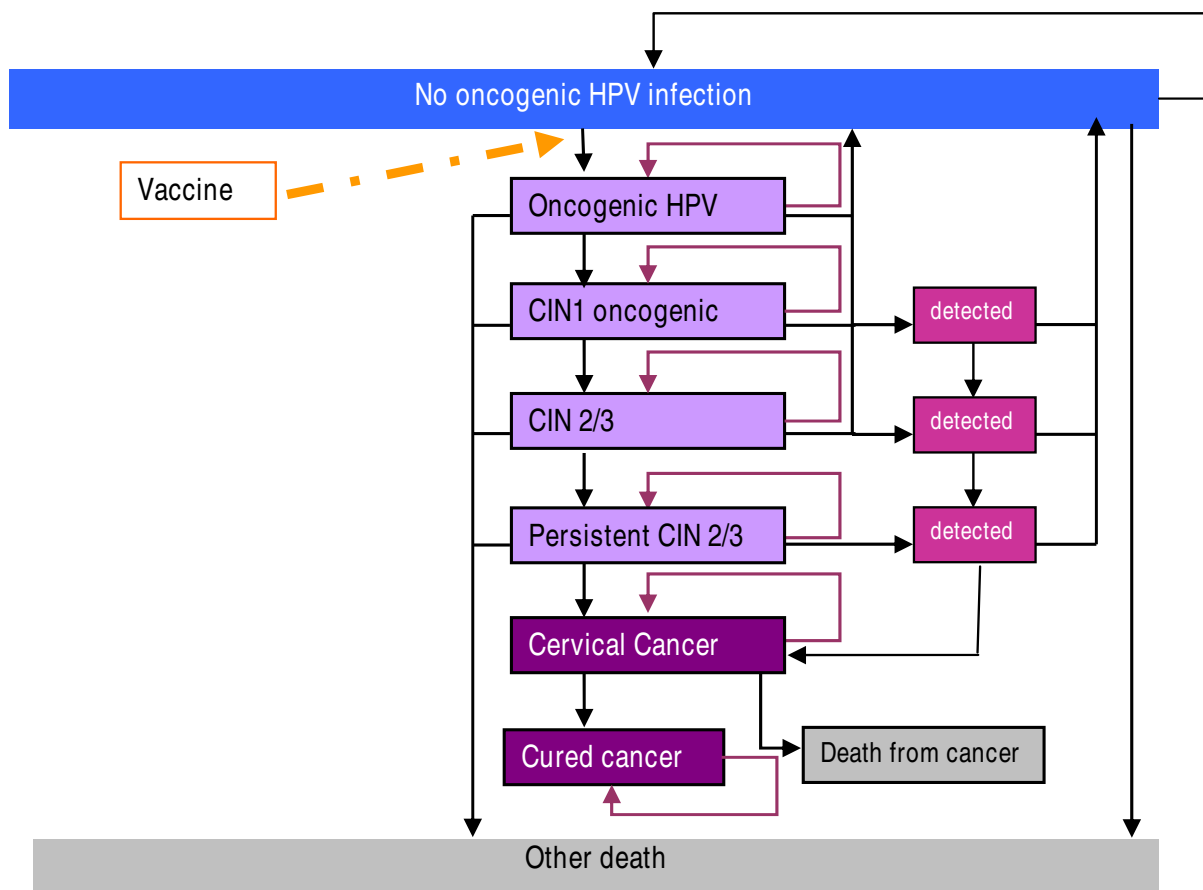 No oncogenic HPV infection
Vaccine
Oncogenic HPV
CIN1 oncogenic
detected
CIN 2/3
detected
Persistent CIN 2/3
detected
Cervical Cancer
Cured cancer
Death from cancer
Other death